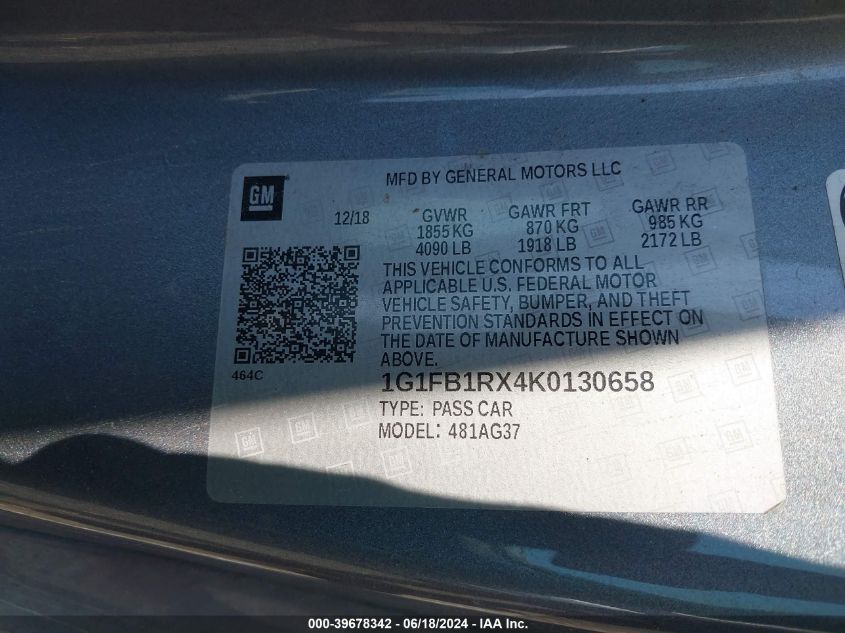 MFD BY GENERAL MOTORS LLC
GM
12/18
GVWR
1855 KG
4090 LB
GAWR FRT
870 KG
1918 LB
GAWR RR
985 KG
2172 LB
THIS VEHICLE CONFORMS TO ALL
APPLICABLE U.S. FEDERAL MOTOR
VEHICLE SAFETY, BUMPER, AND THEFT
PREVENTION STANDARDS IN EFFECT ON
THE DATE OF MANUFACTURE SHOWN
ABOVE.
464C
1G1FB1RX4K0130658
TYPE: PASS CAR
MODEL: 481AG37
000-39678342 - 06/18/2024 - IAA Inc.